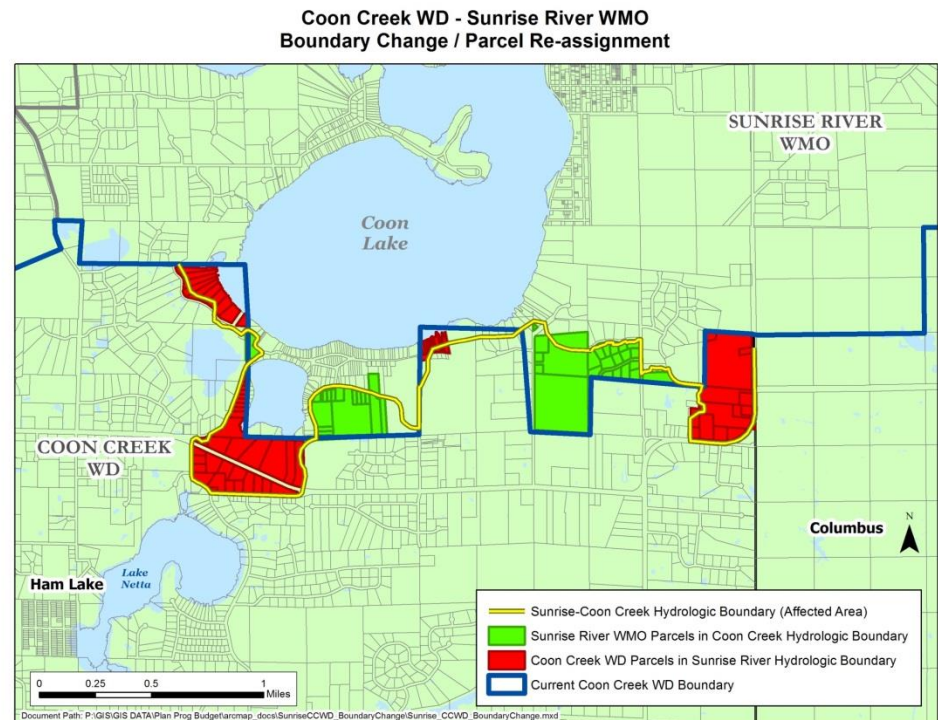 Coon Creek WD - Sunrise River WMO
Boundary Change / Parcel Re-assignment
SUNRISE RIVER
WMO
Coon
Lake
COON CREEK
WD
Columbus
N
Ham Lake
Lake
Netta
Sunrise-Coon Creek Hydrologic Boundary (Affected Area)
Sunrise River WMO Parcels in Coon Creek Hydrologic Boundary
Coon Creek WD Parcels in Sunrise River Hydrologic Boundary
Current Coon Creek WD Boundary
0 0.25 0.5 1
Miles
Document Path: P:\GIS\GIS DATA\Plan Prog Budget\arcmap_docs\SunriseCCWD_BoundaryChange\Sunrise_CCWD_BoundaryChange.mxd